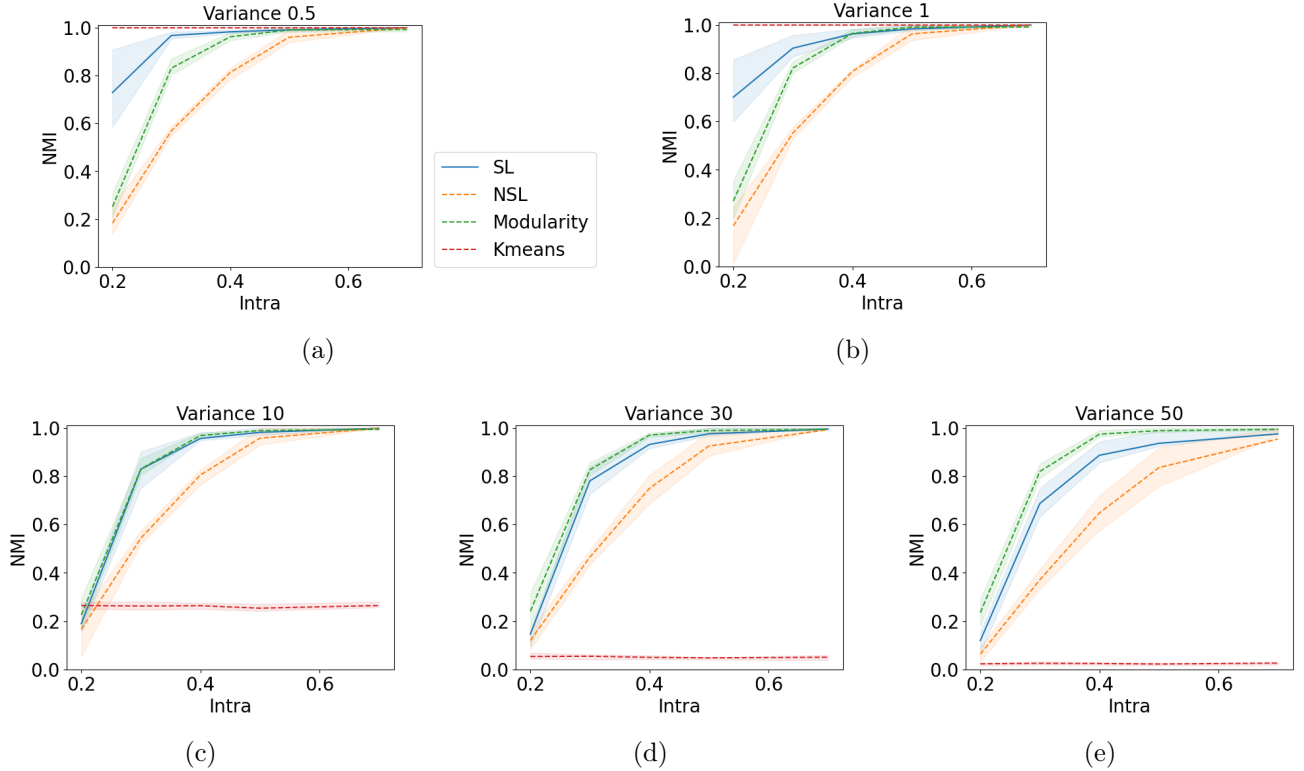 Variance 0.5
1.0
0.8
0.6
0.4
0.2
0.0
NMI
0.2 0.4 0.6
Intra
(a)
SL
NSL
Modularity
Kmeans
Variance 1
1.0
0.8
0.6
0.4
0.2
0.0
NMI
0.2 0.4 0.6
Intra
(b)
Variance 10
1.0
0.8
0.6
0.4
0.2
0.0
NMI
0.2 0.4 0.6
Intra
(c)
Variance 30
1.0
0.8
0.6
0.4
0.2
0.0
NMI
0.2 0.4 0.6
Intra
(d)
Variance 50
1.0
0.8
0.6
0.4
0.2
0.0
NMI
0.2 0.4 0.6
Intra
(e)